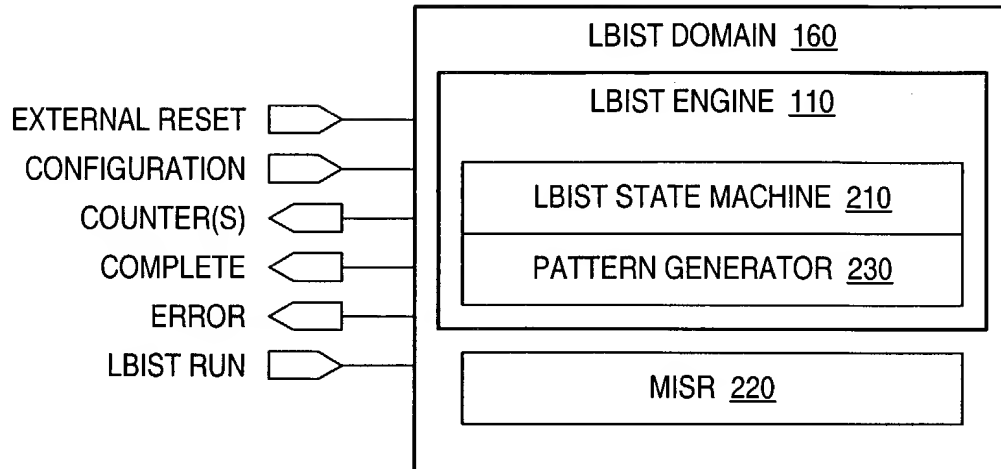 LBIST DOMAIN 160
LBIST ENGINE 110
EXTERNAL RESET
CONFIGURATION
COUNTER(S)
COMPLETE
ERROR
LBIST RUN
LBIST STATE MACHINE 210
PATTERN GENERATOR 230
MISR 220